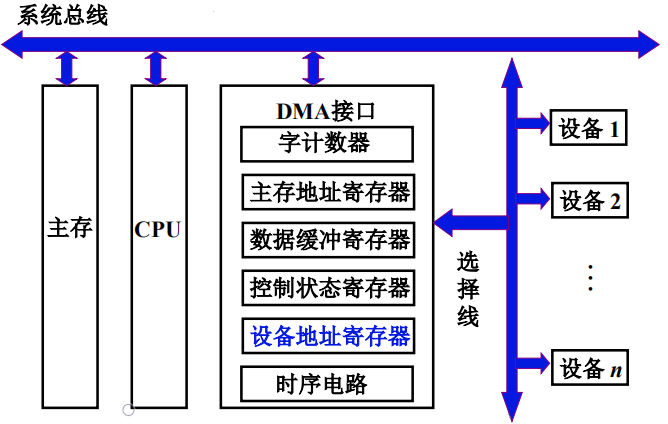 系统总线
DMA接口
字计数器
主存地址寄存器
数据缓冲寄存器
控制状态寄存器
设备地址寄存器
时序电路
主存
CPU
选
择
线
设备 1
设备 2
⋮
设备 n